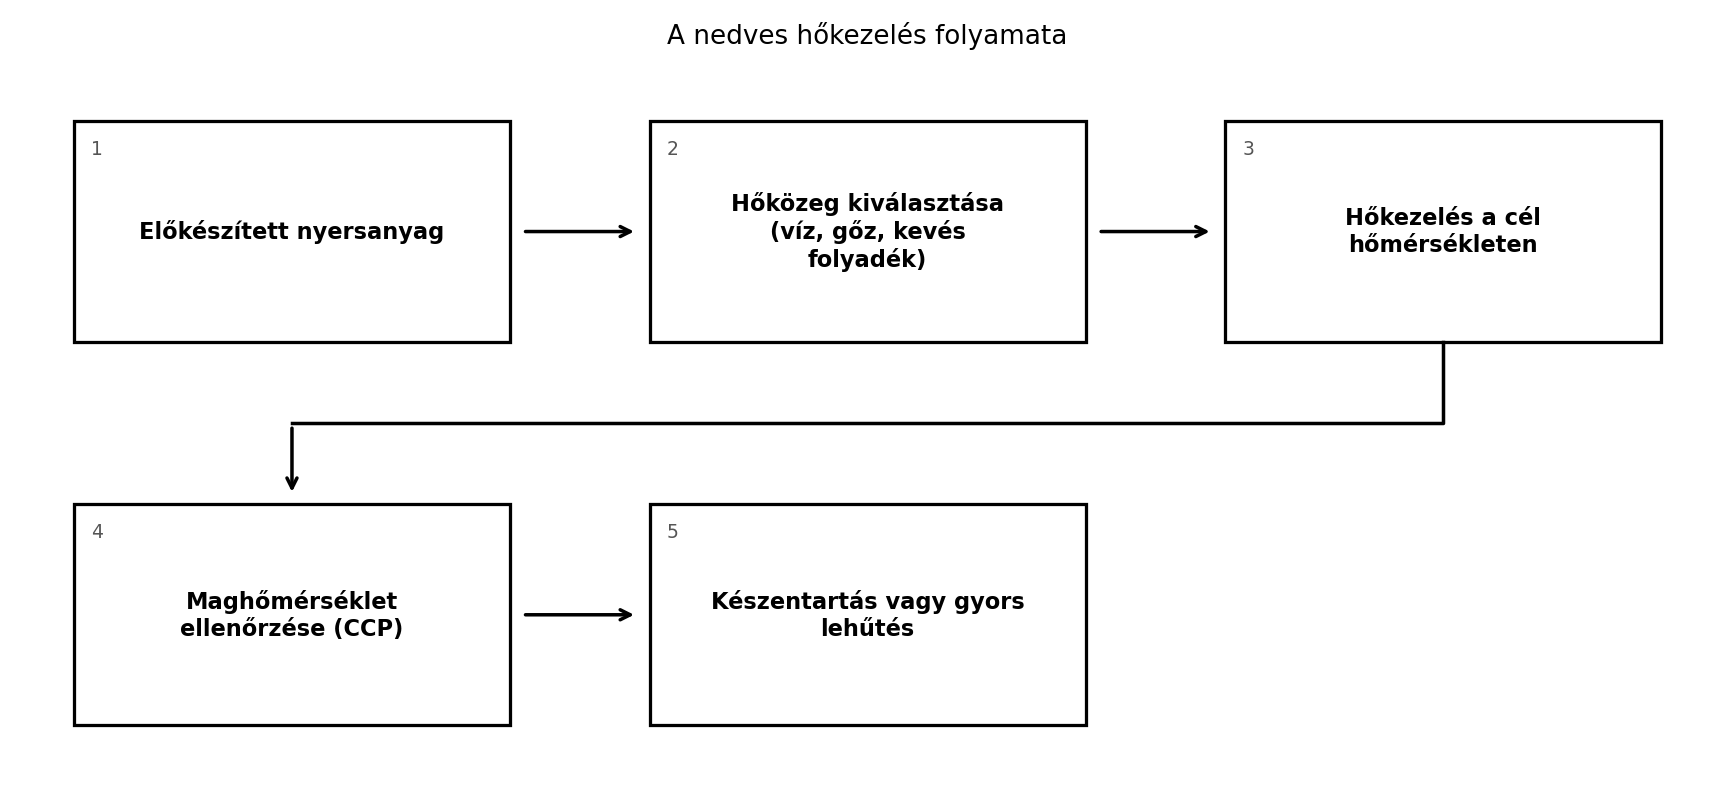 A nedves hőkezelés folyamata
1
Előkészített nyersanyag
2
Hőközeg kiválasztása
(víz, gőz, kevés
folyadék)
3
Hőkezelés a cél
hőmérsékleten
4
Maghőmérséklet
ellenőrzése (CCP)
5
Készentartás vagy gyors
lehűtés